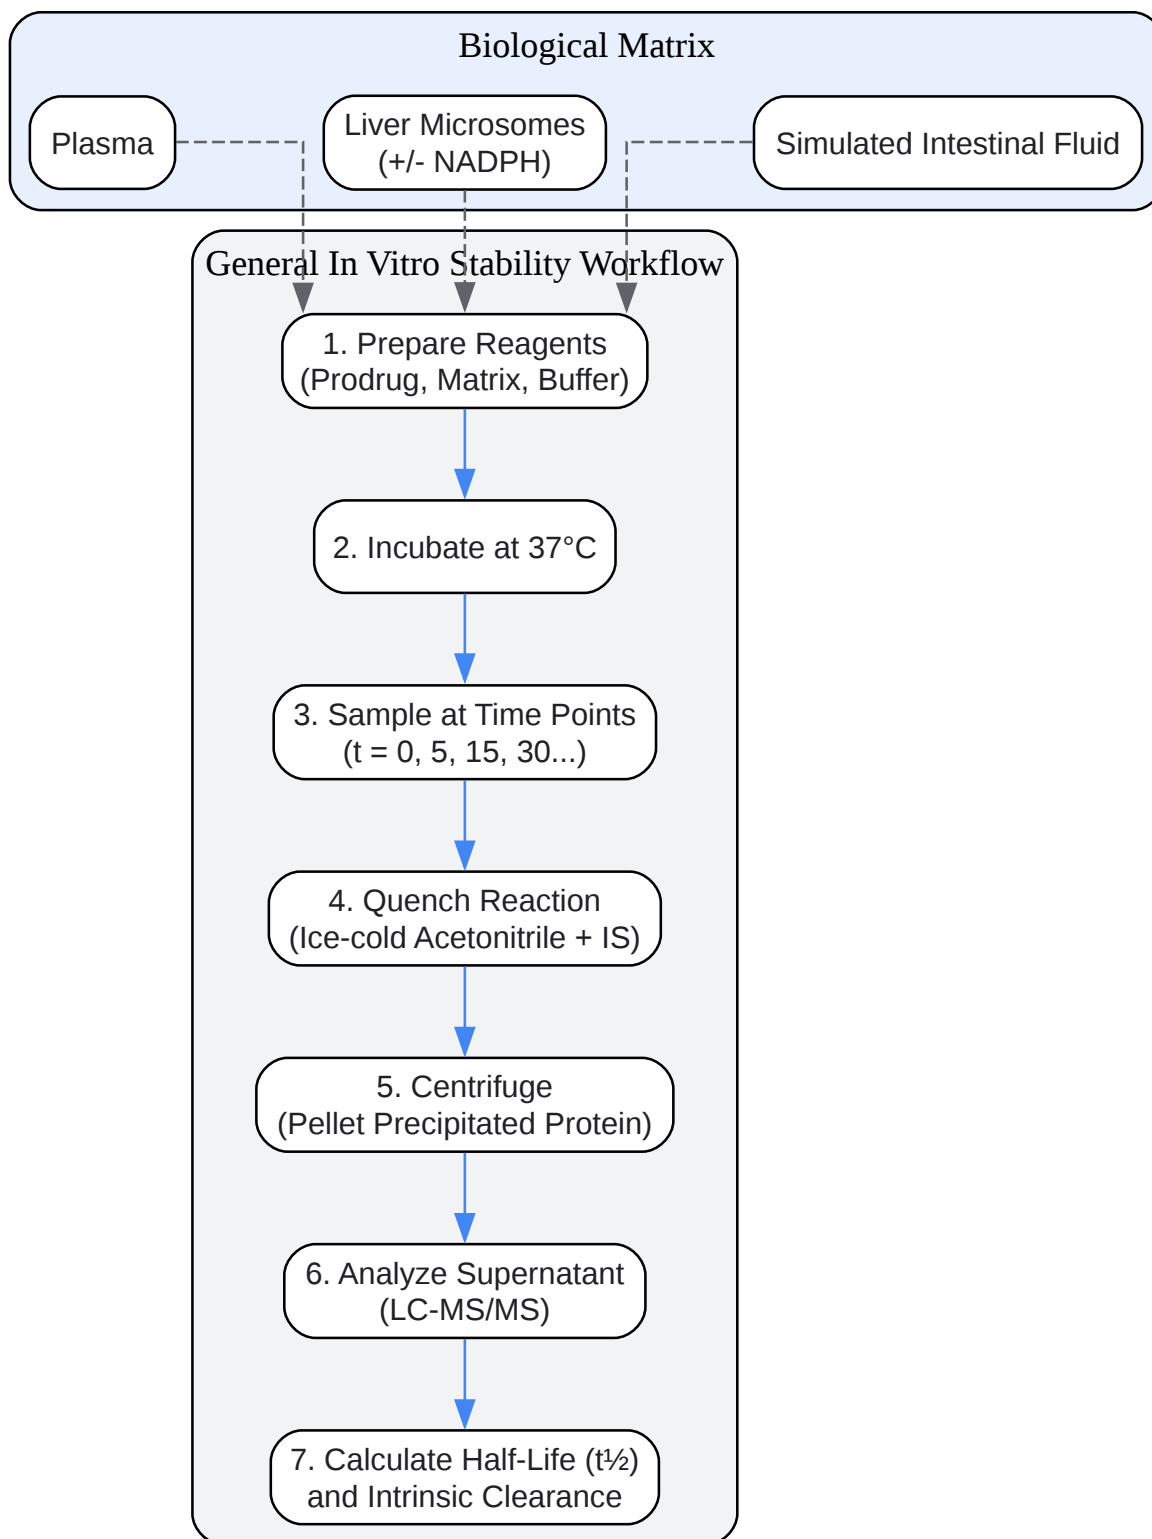 Biological Matrix
Plasma
Liver Microsomes
(+/- NADPH)
Simulated Intestinal Fluid
General In Vitro Stability Workflow
1. Prepare Reagents
(Prodrug, Matrix, Buffer)
2. Incubate at 37°C
3. Sample at Time Points
(t = 0, 5, 15, 30...)
4. Quench Reaction
(Ice-cold Acetonitrile + IS)
5. Centrifuge
(Pellet Precipitated Protein)
6. Analyze Supernatant
(LC-MS/MS)
7. Calculate Half-Life (t½)
and Intrinsic Clearance